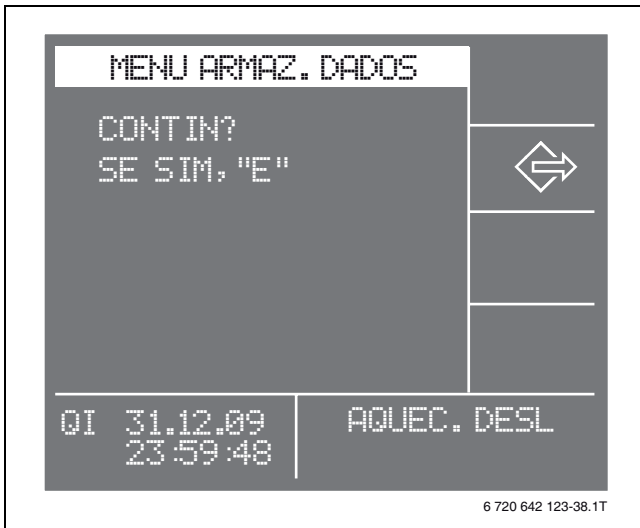 MENU ARMAZ. DADOS
CONTIN?
SE SIM, "E"
QI 31.12.09
23:59:48
AQUEC. DESL
6 720 642 123-38.1T